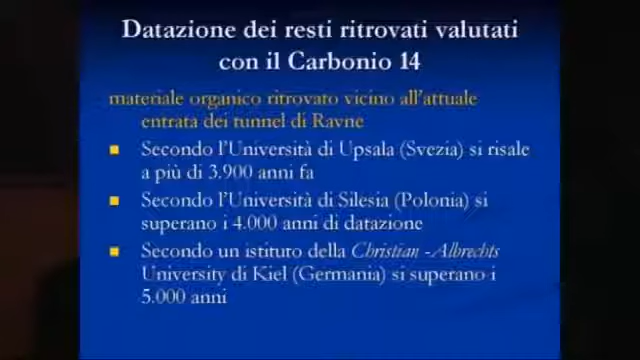 Datazione dei resti ritrovati valutati
con il Carbonio 14
materiale organico ritrovato vicino all'attuale
entrata dei tunnel di Ravne
Secondo l'Università di Upsala (Svezia) si risale
a più di 3.900 anni fa
Secondo l'Università di Silesia (Polonia) si
superano i 4.000 anni di datazione
Secondo un istituto della Christian -Albrechts
University di Kiel (Germania) si superano i
5.000 anni